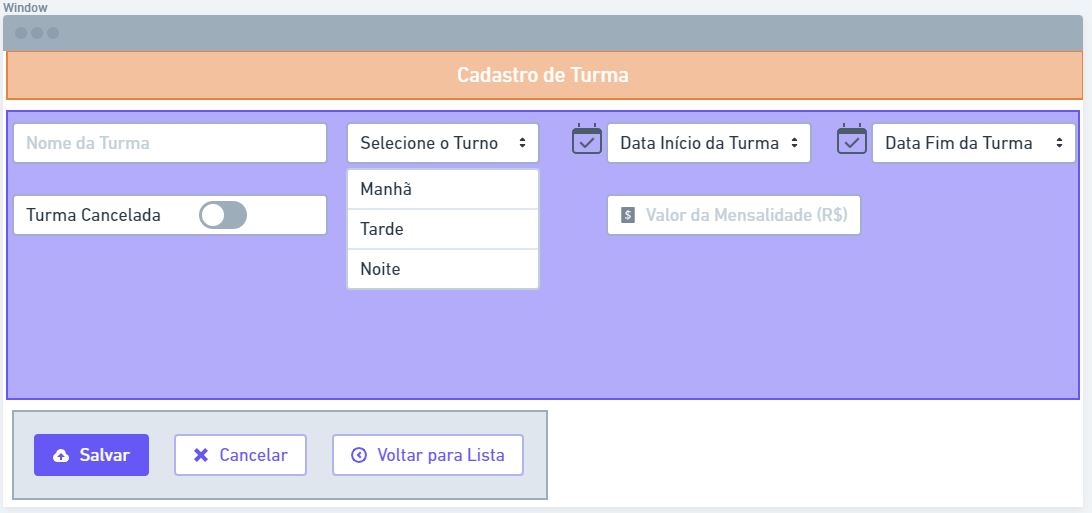 Window
Cadastro de Turma
Nome da Turma
Selecione o Turno
Data Início da Turma
Data Fim da Turma
Manhã
Tarde
Noite
Turma Cancelada
$ Valor da Mensalidade (R$)
Salvar
Cancelar
Voltar para Lista